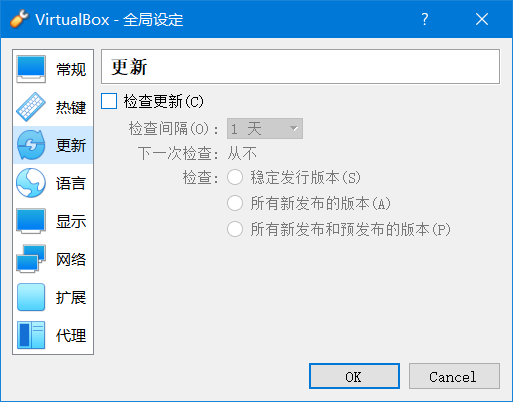 VirtualBox - 全局设定
常规
热键
更新
语言
显示
网络
扩展
代理
更新
检查更新(C)
检查间隔(O): 1 天
下一次检查: 从不
检查: 稳定发行版本(S)
所有新发布的版本(A)
所有新发布和预发布的版本(P)
OK Cancel